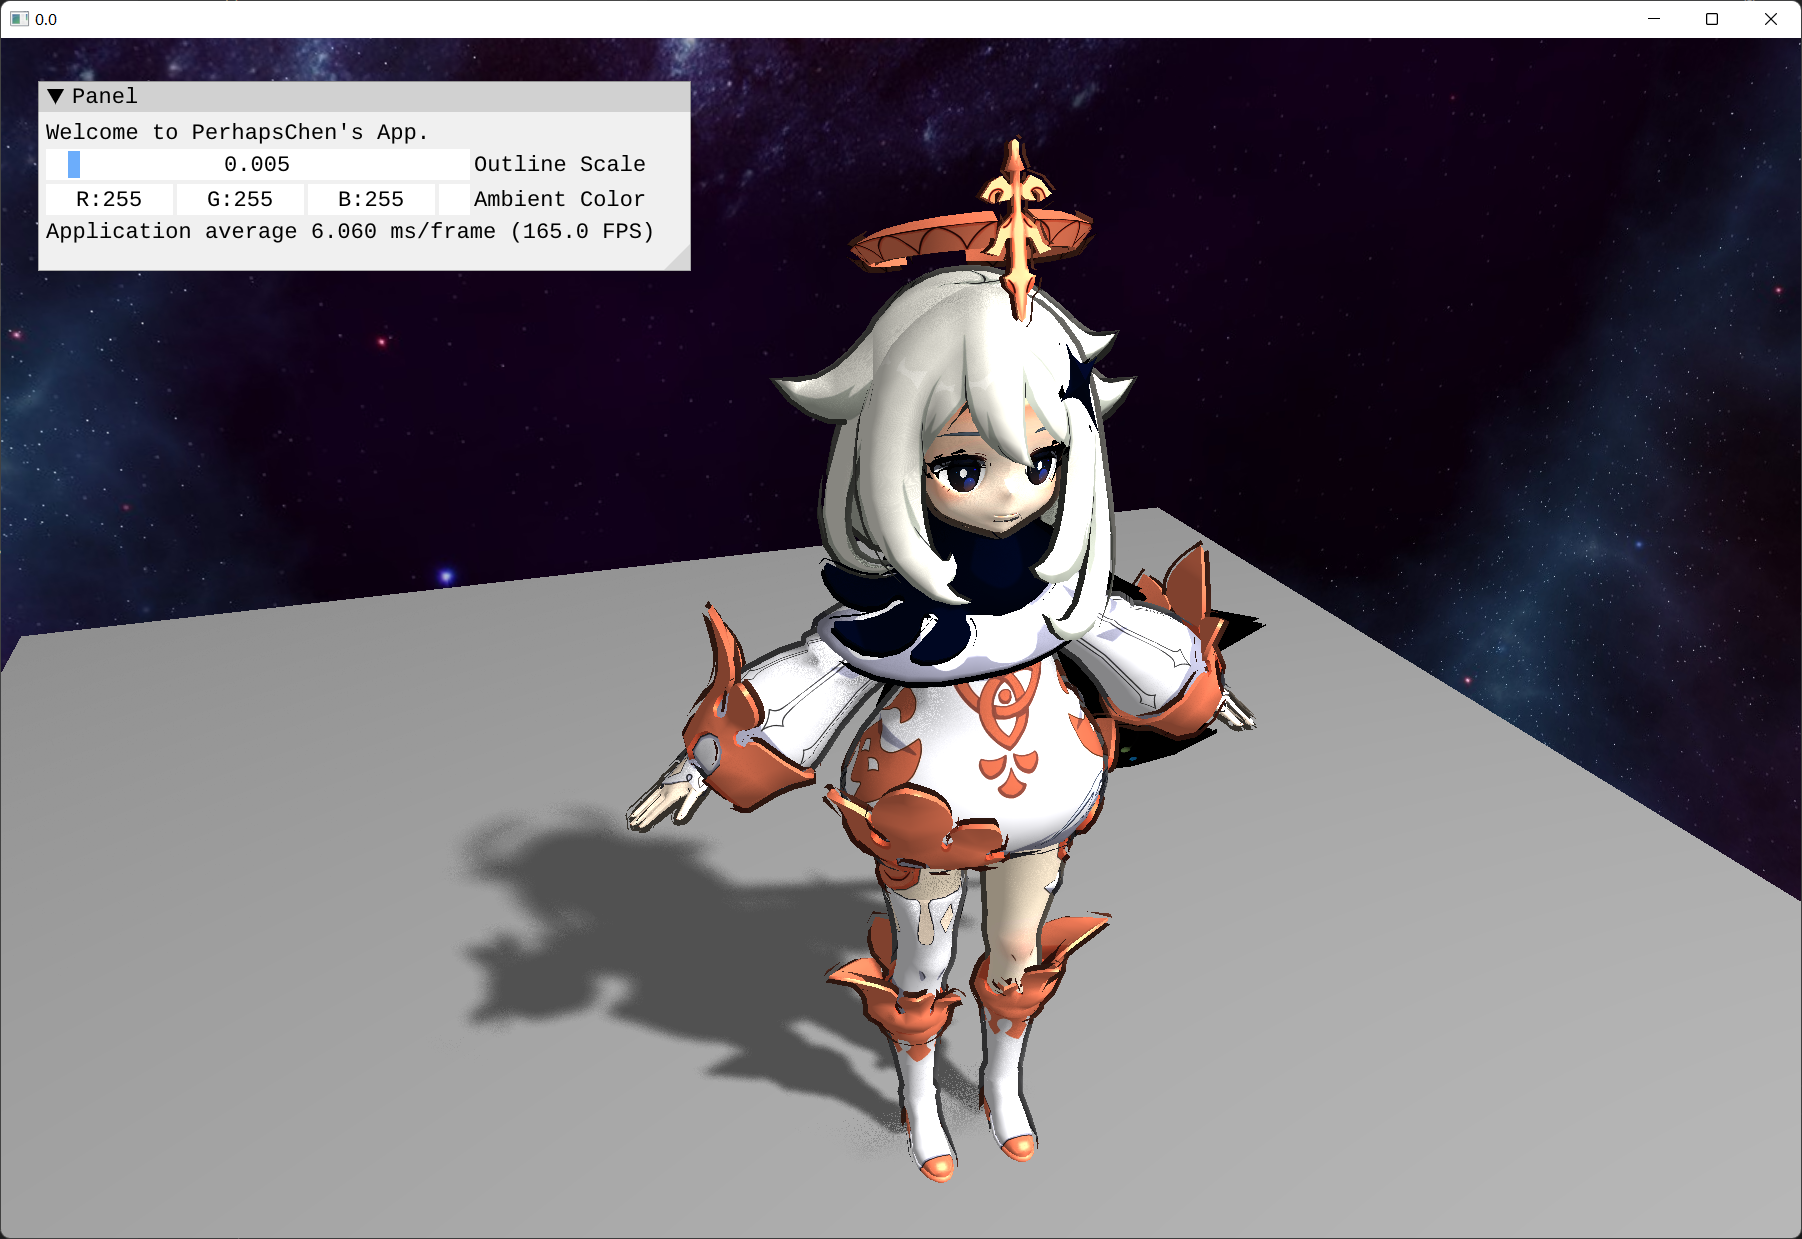 0.0
Panel
Welcome to PerhapsChen's App.
0.005 Outline Scale
R:255 G:255 B:255 Ambient Color
Application average 6.060 ms/frame (165.0 FPS)